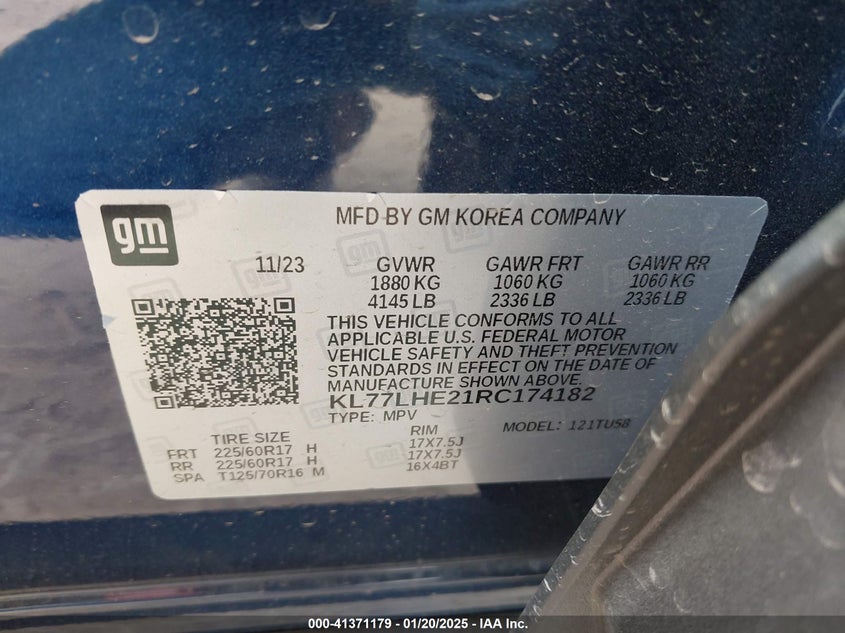 gm
MFD BY GM KOREA COMPANY
11/23 GVWR GAWR FRT GAWR RR
1880 KG 1060 KG 1060 KG
4145 LB 2336 LB 2336 LB
THIS VEHICLE CONFORMS TO ALL
APPLICABLE U.S. FEDERAL MOTOR
VEHICLE SAFETY AND THEFT PREVENTION
STANDARDS IN EFFECT ON THE DATE OF
MANUFACTURE SHOWN ABOVE.
KL77LHE21RC174182
TYPE: MPV MODEL: 121TU58
TIRE SIZE RIM
FRT 225/60R17 H 17X7.5J
RR 225/60R17 H 17X7.5J
SPA T125/70R16 M 16X4BT
000-41371179 - 01/20/2025 - IAA Inc.